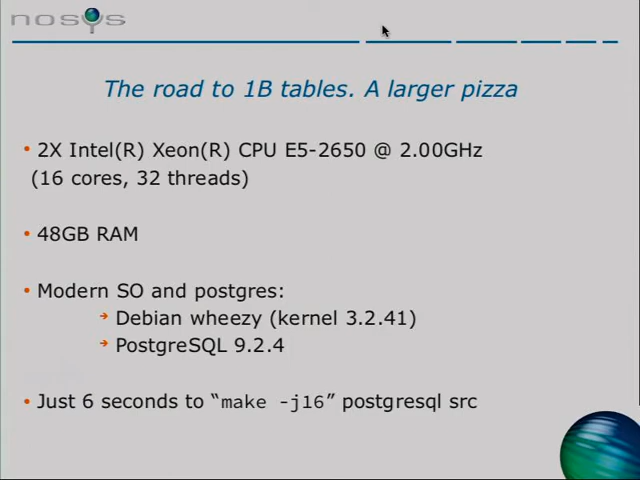 nosys
The road to 1B tables. A larger pizza
• 2X Intel(R) Xeon(R) CPU E5-2650 @ 2.00GHz
(16 cores, 32 threads)
• 48GB RAM
• Modern SO and postgres:
➔ Debian wheezy (kernel 3.2.41)
➔ PostgreSQL 9.2.4
• Just 6 seconds to “make -j16” postgresql src